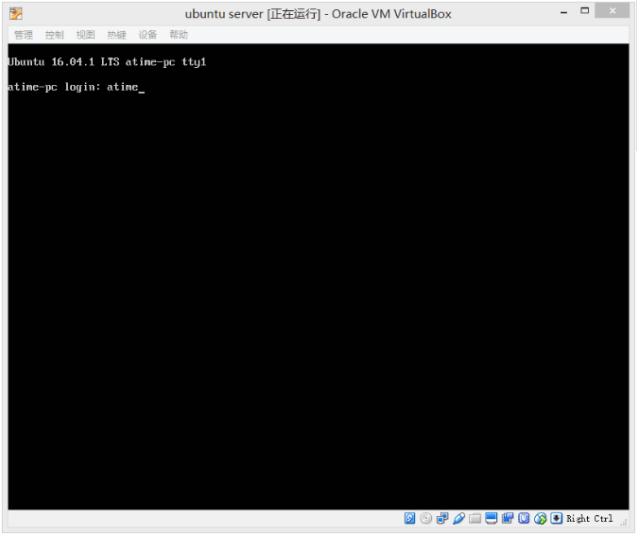 ubuntu server [正在运行] - Oracle VM VirtualBox
管理 控制 视图 热键 设备 帮助
Ubuntu 16.04.1 LTS atime-pc tty1
atime-pc login: atime_
Right Ctrl